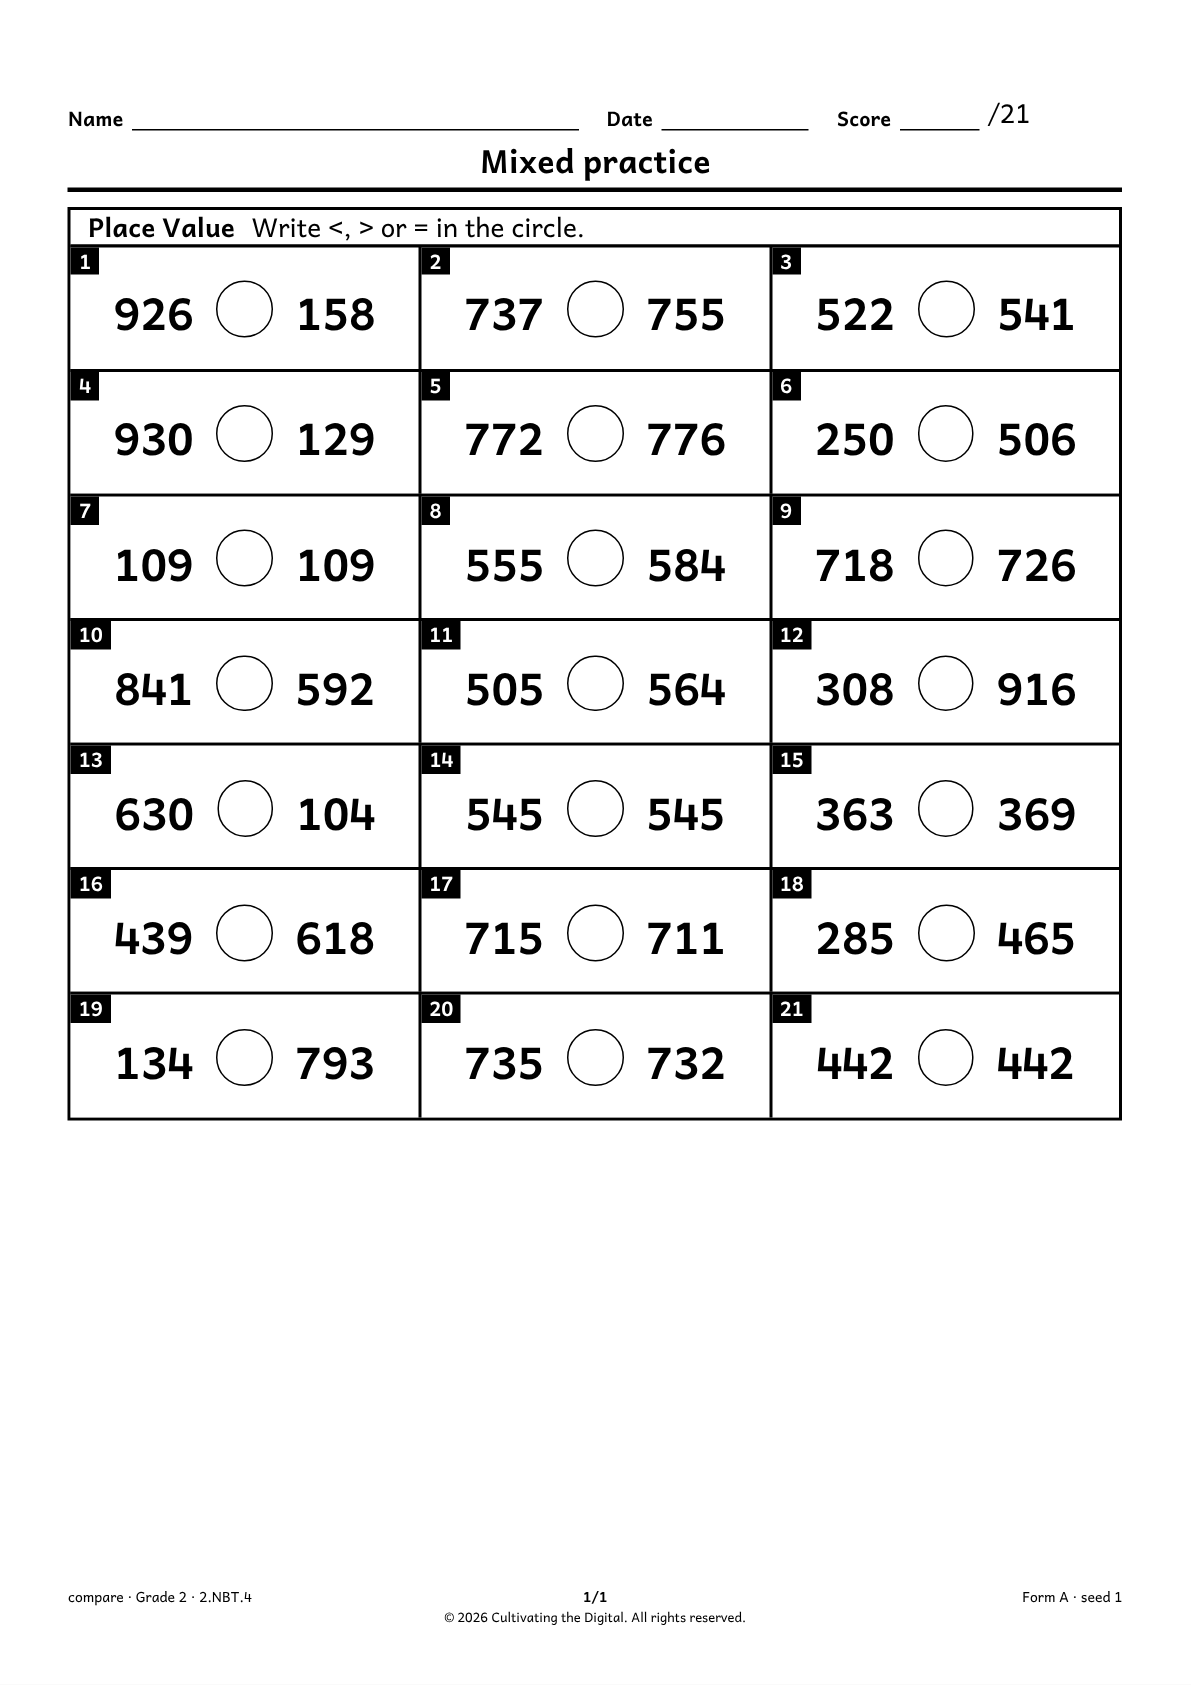 Name Date Score /21
Mixed practice
Place Value Write <, > or = in the circle.
1 2 3
926 158 737 755 522 541
4 5 6
930 129 772 776 250 506
7 8 9
109 109 555 584 718 726
10 11 12
841 592 505 564 308 916
13 14 15
630 104 545 545 363 369
16 17 18
439 618 715 711 285 465
19 20 21
134 793 735 732 442 442
compare · Grade 2 · 2.NBT.4 1/1 Form A · seed 1
© 2026 Cultivating the Digital. All rights reserved.